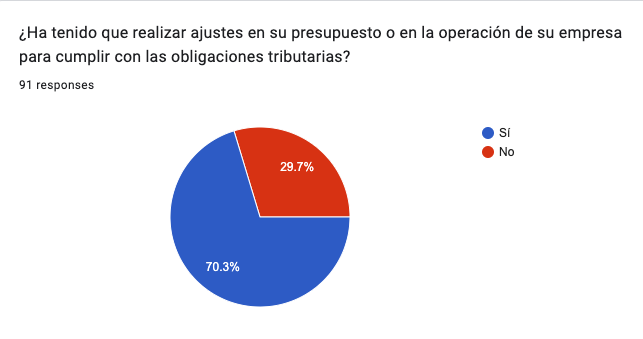 ¿Ha tenido que realizar ajustes en su presupuesto o en la operación de su empresa
para cumplir con las obligaciones tributarias?
91 responses
Sí
No
29.7%
70.3%